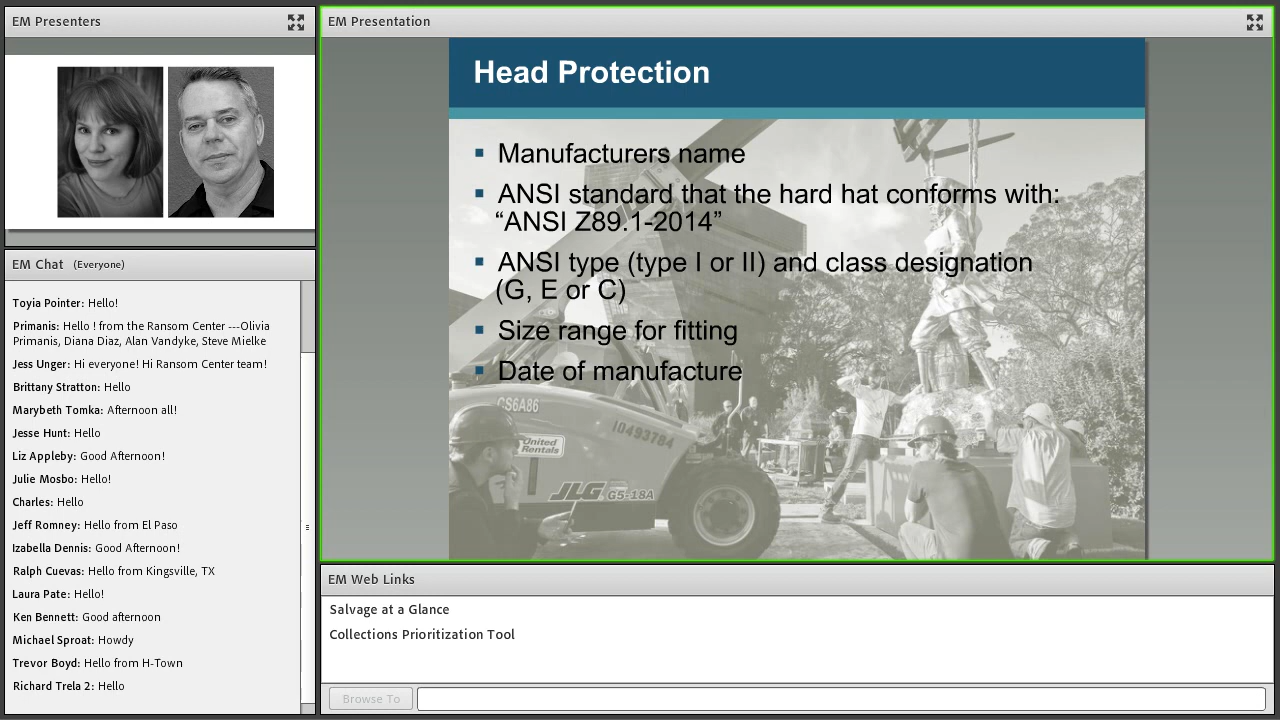 EM Presenters
EM Chat (Everyone)
Toyia Pointer: Hello!
Primanis: Hello ! from the Ransom Center ---Olivia
Primanis, Diana Diaz, Alan Vandyke, Steve Mielke
Jess Unger: Hi everyone! Hi Ransom Center team!
Brittany Stratton: Hello
Marybeth Tomka: Afternoon all!
Jesse Hunt: Hello
Liz Appleby: Good Afternoon!
Julie Mosbo: Hello!
Charles: Hello
Jeff Romney: Hello from El Paso
Izabella Dennis: Good Afternoon!
Ralph Cuevas: Hello from Kingsville, TX
Laura Pate: Hello!
Ken Bennett: Good afternoon
Michael Sproat: Howdy
Trevor Boyd: Hello from H-Town
Richard Trela 2: Hello
EM Presentation
Head Protection
▪ Manufacturers name
▪ ANSI standard that the hard hat conforms with:
“ANSI Z89.1-2014”
▪ ANSI type (type I or II) and class designation
(G, E or C)
▪ Size range for fitting
▪ Date of manufacture
CS6A86
10493784
United
Rentals
JLG G5-18A
EM Web Links
Salvage at a Glance
Collections Prioritization Tool
Browse To